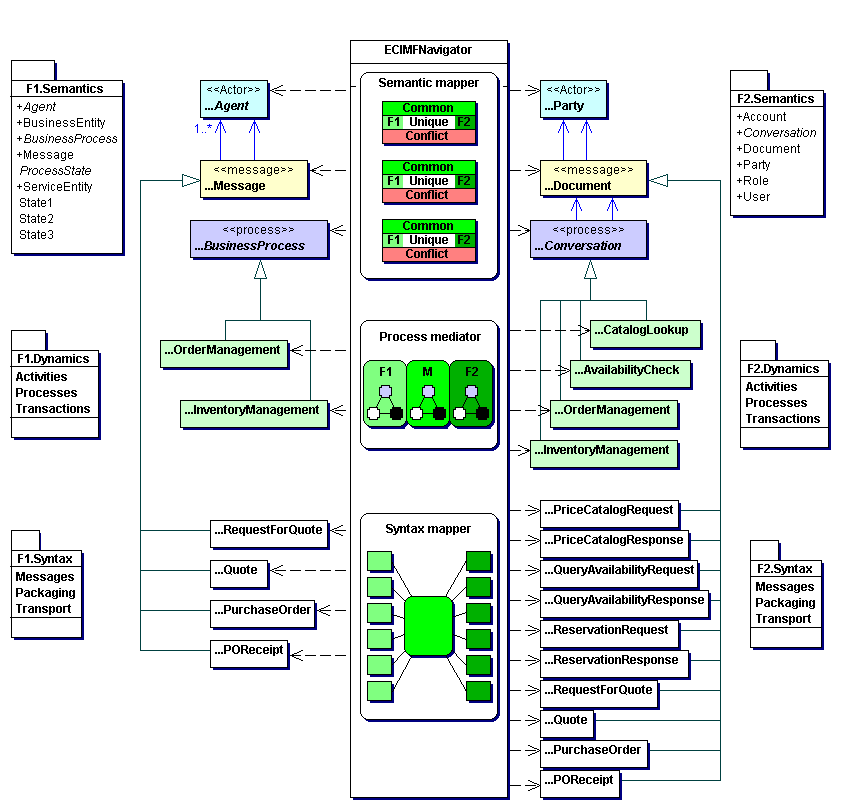 ECIMFNavigator
F1.Semantics
+Agent
+BusinessEntity
+BusinessProcess
+Message
ProcessState
+ServiceEntity
State1
State2
State3
<<Actor>>
...Agent
1..*
<<message>>
...Message
<<process>>
...BusinessProcess
Semantic mapper
Common
F1 Unique F2
Conflict
Common
F1 Unique F2
Conflict
Common
F1 Unique F2
Conflict
<<Actor>>
...Party
<<message>>
...Document
<<process>>
...Conversation
F2.Semantics
+Account
+Conversation
+Document
+Party
+Role
+User
F1.Dynamics
Activities
Processes
Transactions
...OrderManagement
...InventoryManagement
Process mediator
F1 M F2
...CatalogLookup
...AvailabilityCheck
...OrderManagement
...InventoryManagement
F2.Dynamics
Activities
Processes
Transactions
F1.Syntax
Messages
Packaging
Transport
...RequestForQuote
...Quote
...PurchaseOrder
...POReceipt
Syntax mapper
...PriceCatalogRequest
...PriceCatalogResponse
...QueryAvailabilityRequest
...QueryAvailabilityResponse
...ReservationRequest
...ReservationResponse
...RequestForQuote
...Quote
...PurchaseOrder
...POReceipt
F2.Syntax
Messages
Packaging
Transport